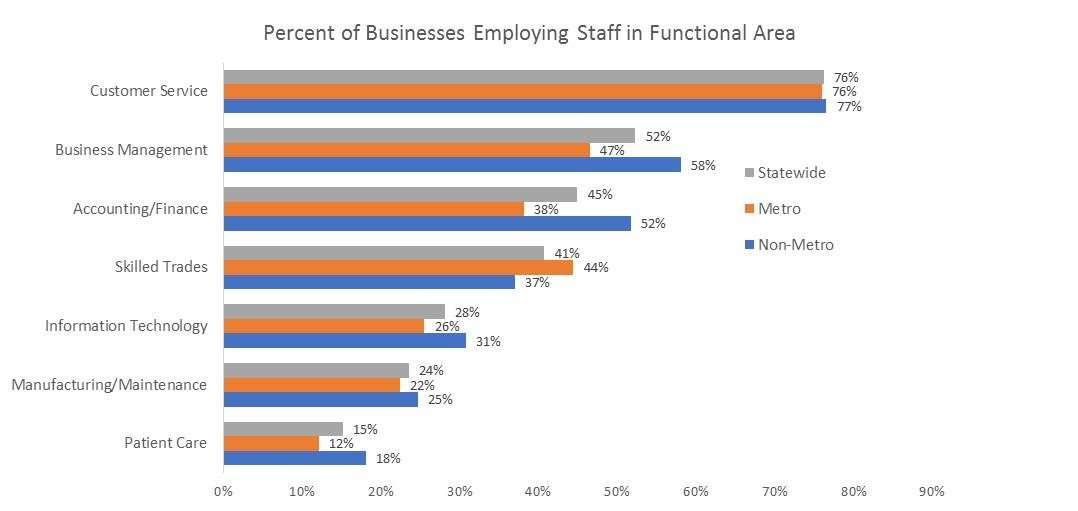 Percent of Businesses Employing Staff in Functional Area
Customer Service
76%
76%
77%
Business Management
52%
47%
58%
Accounting/Finance
45%
38%
52%
Skilled Trades
41%
44%
37%
Information Technology
28%
26%
31%
Manufacturing/Maintenance
24%
22%
25%
Patient Care
15%
12%
18%
Statewide
Metro
Non-Metro
0% 10% 20% 30% 40% 50% 60% 70% 80% 90%